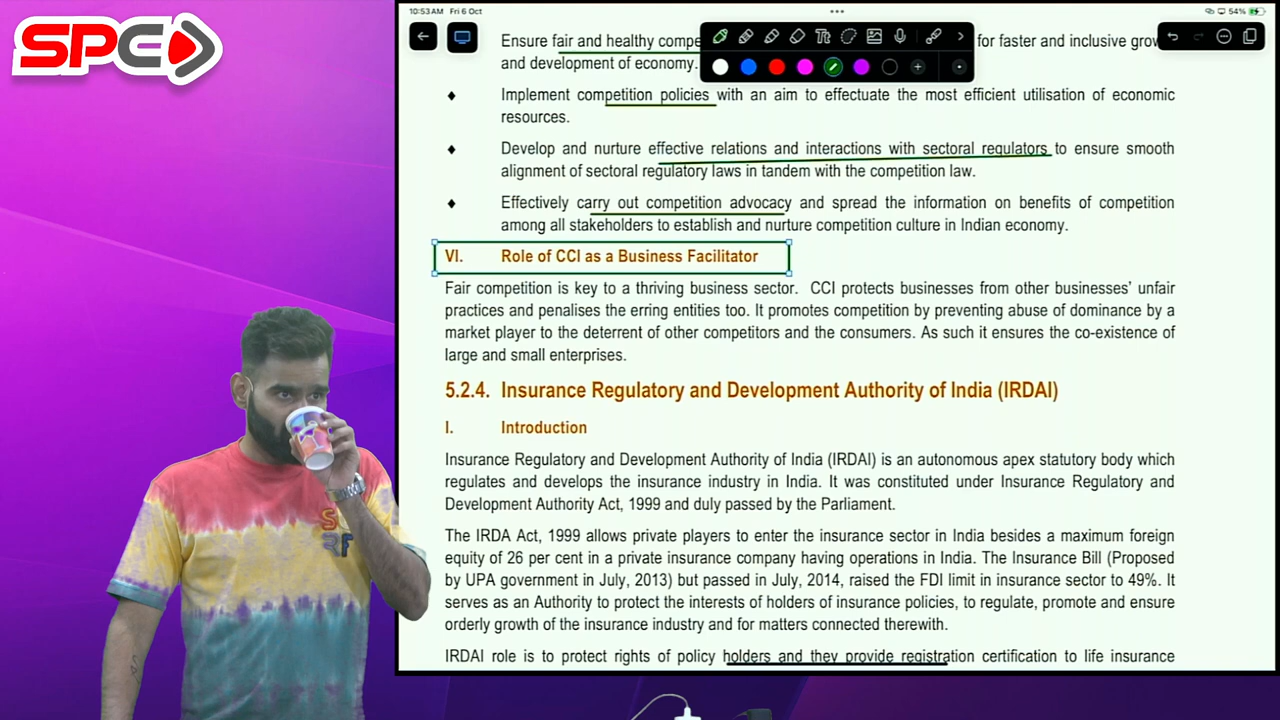 SPC
10:53 AM Fri 6 Oct
54%
Ensure fair and healthy compe
for faster and inclusive grow
and development of economy.
♦ Implement competition policies with an aim to effectuate the most efficient utilisation of economic
resources.
♦ Develop and nurture effective relations and interactions with sectoral regulators to ensure smooth
alignment of sectoral regulatory laws in tandem with the competition law.
♦ Effectively carry out competition advocacy and spread the information on benefits of competition
among all stakeholders to establish and nurture competition culture in Indian economy.
VI. Role of CCI as a Business Facilitator
Fair competition is key to a thriving business sector. CCI protects businesses from other businesses' unfair
practices and penalises the erring entities too. It promotes competition by preventing abuse of dominance by a
market player to the deterrent of other competitors and the consumers. As such it ensures the co-existence of
large and small enterprises.
5.2.4. Insurance Regulatory and Development Authority of India (IRDAI)
I. Introduction
Insurance Regulatory and Development Authority of India (IRDAI) is an autonomous apex statutory body which
regulates and develops the insurance industry in India. It was constituted under Insurance Regulatory and
Development Authority Act, 1999 and duly passed by the Parliament.
The IRDA Act, 1999 allows private players to enter the insurance sector in India besides a maximum foreign
equity of 26 per cent in a private insurance company having operations in India. The Insurance Bill (Proposed
by UPA government in July, 2013) but passed in July, 2014, raised the FDI limit in insurance sector to 49%. It
serves as an Authority to protect the interests of holders of insurance policies, to regulate, promote and ensure
orderly growth of the insurance industry and for matters connected therewith.
IRDAI role is to protect rights of policy holders and they provide registration certification to life insurance